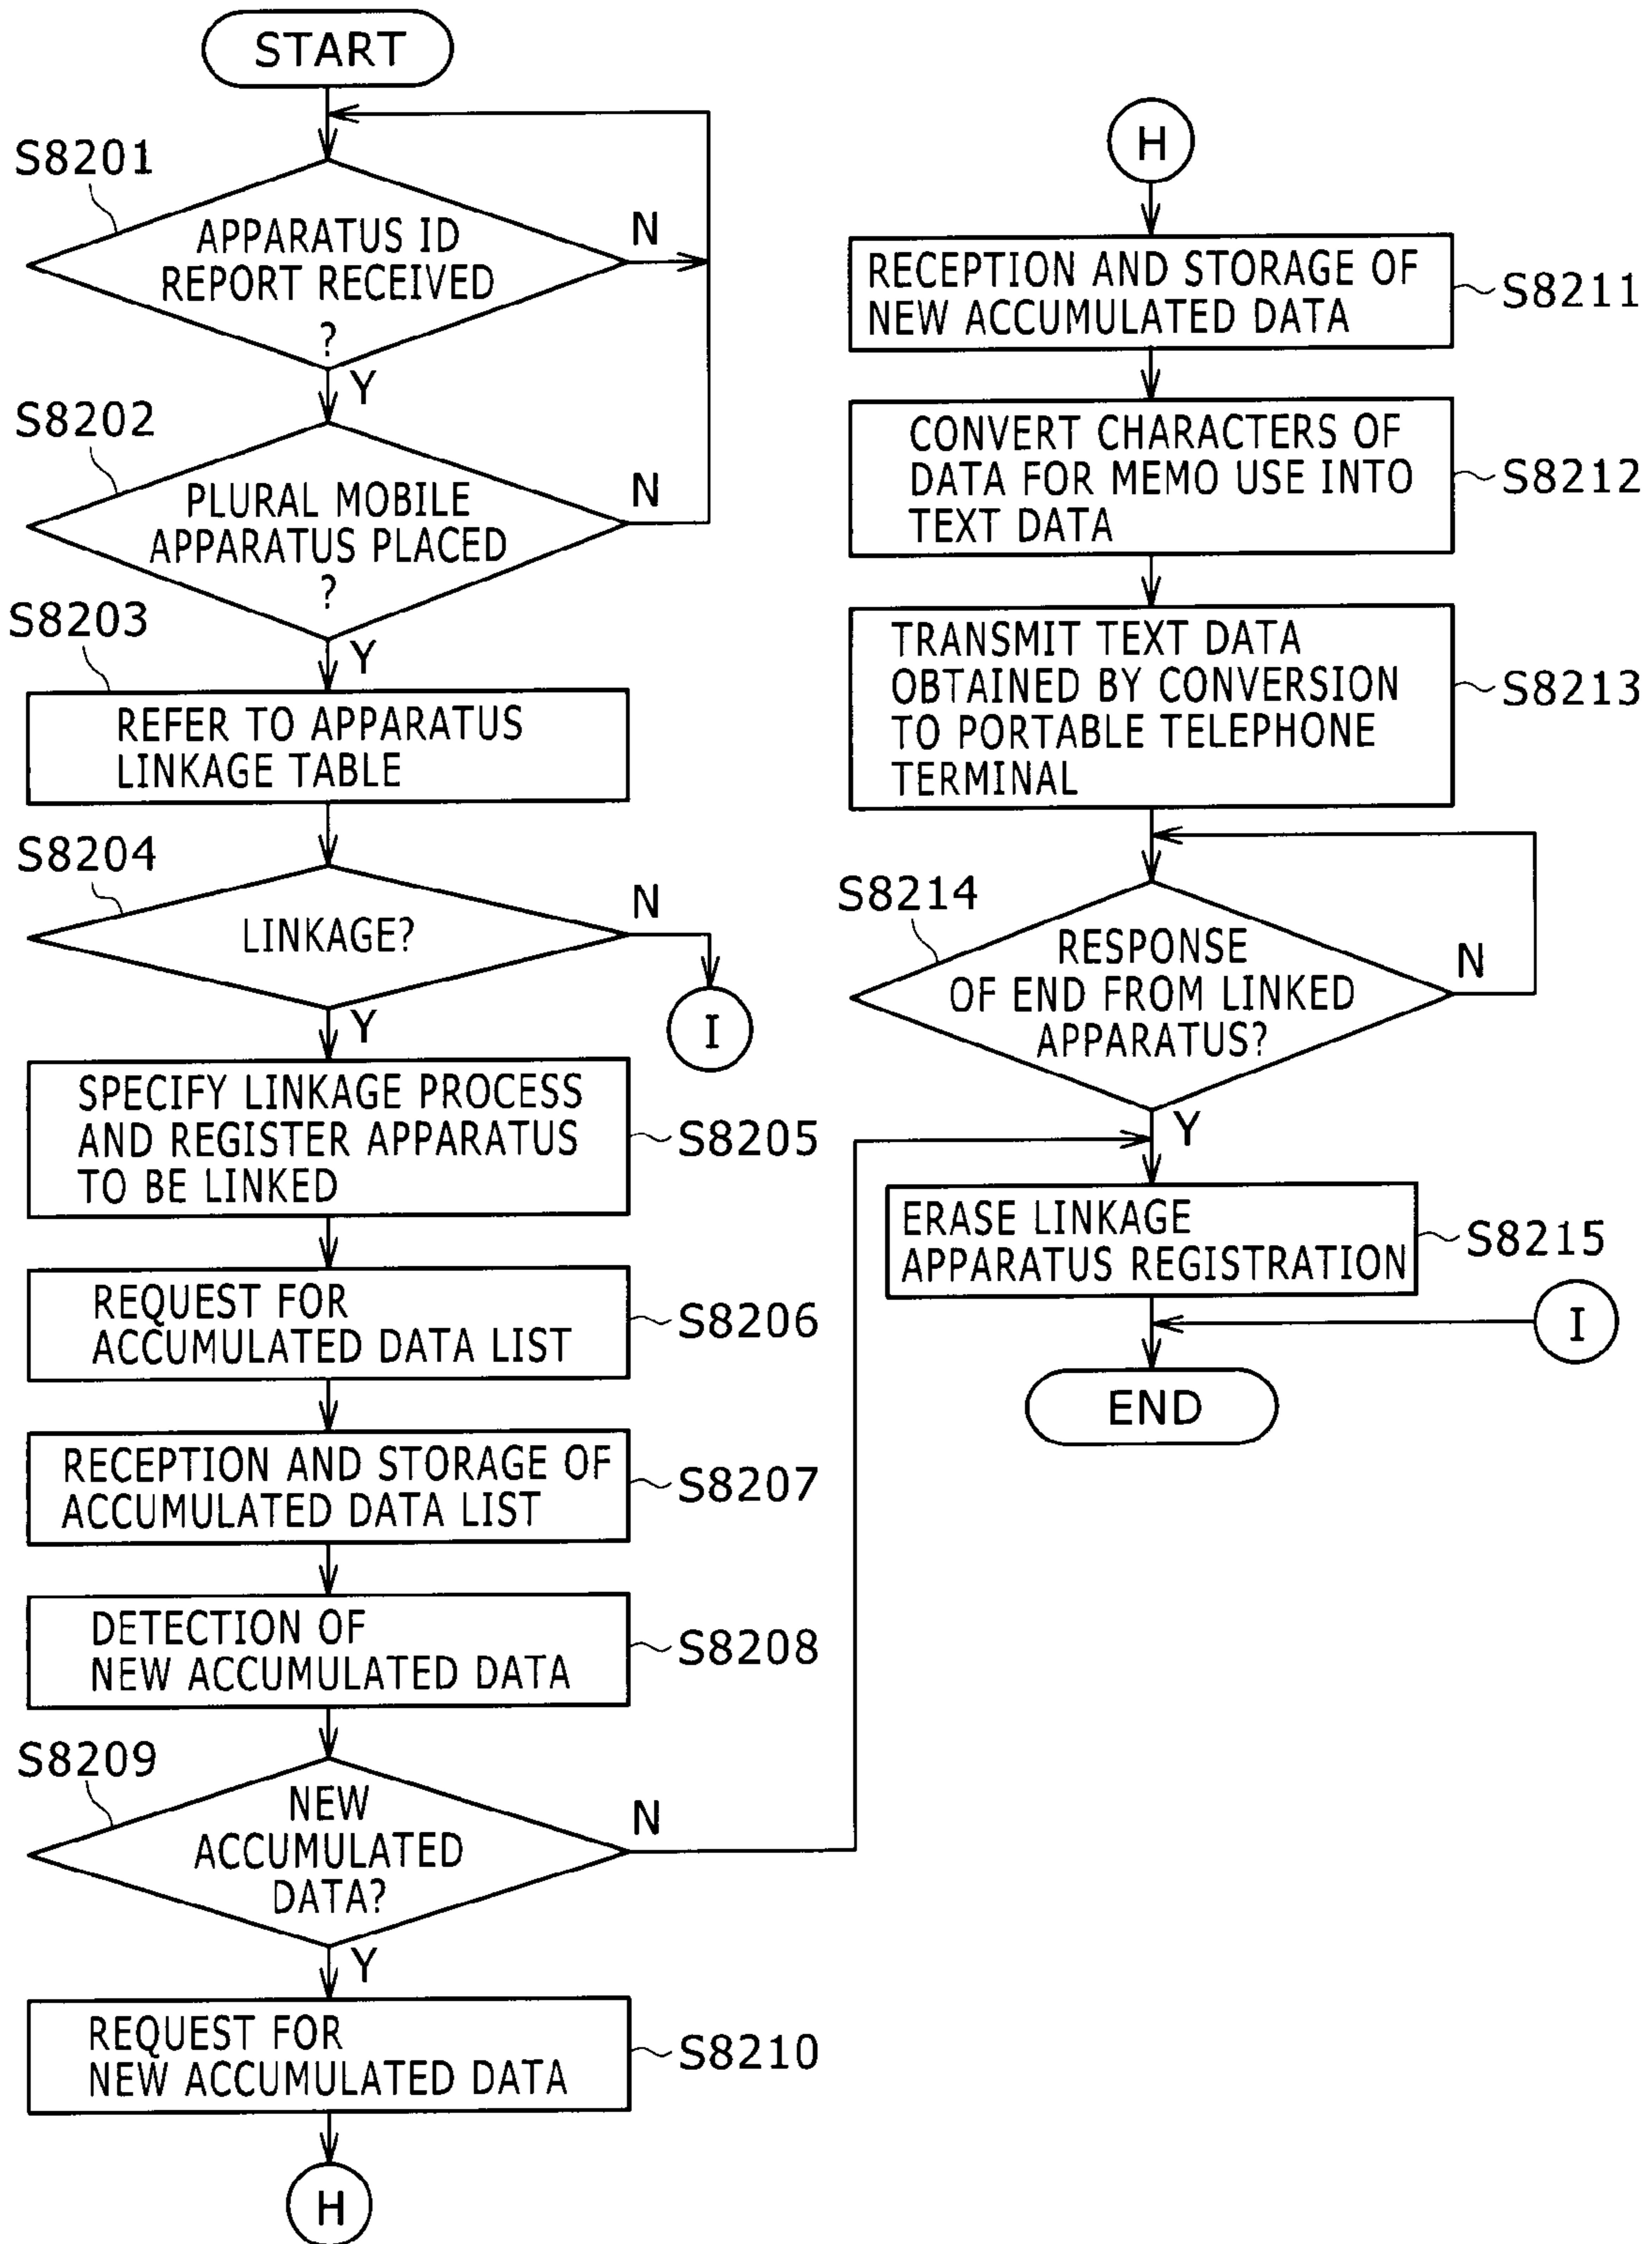 START
S8201
APPARATUS ID
REPORT RECEIVED
?
N
Y
S8202
PLURAL MOBILE
APPARATUS PLACED
?
N
Y
S8203
REFER TO APPARATUS
LINKAGE TABLE
S8204
LINKAGE?
N
I
Y
SPECIFY LINKAGE PROCESS
AND REGISTER APPARATUS
TO BE LINKED
S8205
REQUEST FOR
ACCUMULATED DATA LIST
S8206
RECEPTION AND STORAGE OF
ACCUMULATED DATA LIST
S8207
DETECTION OF
NEW ACCUMULATED DATA
S8208
S8209
NEW
ACCUMULATED
DATA?
N
Y
REQUEST FOR
NEW ACCUMULATED DATA
S8210
H
H
RECEPTION AND STORAGE OF
NEW ACCUMULATED DATA
S8211
CONVERT CHARACTERS OF
DATA FOR MEMO USE INTO
TEXT DATA
S8212
TRANSMIT TEXT DATA
OBTAINED BY CONVERSION
TO PORTABLE TELEPHONE
TERMINAL
S8213
S8214
RESPONSE
OF END FROM LINKED
APPARATUS?
N
Y
ERASE LINKAGE
APPARATUS REGISTRATION
S8215
I
END